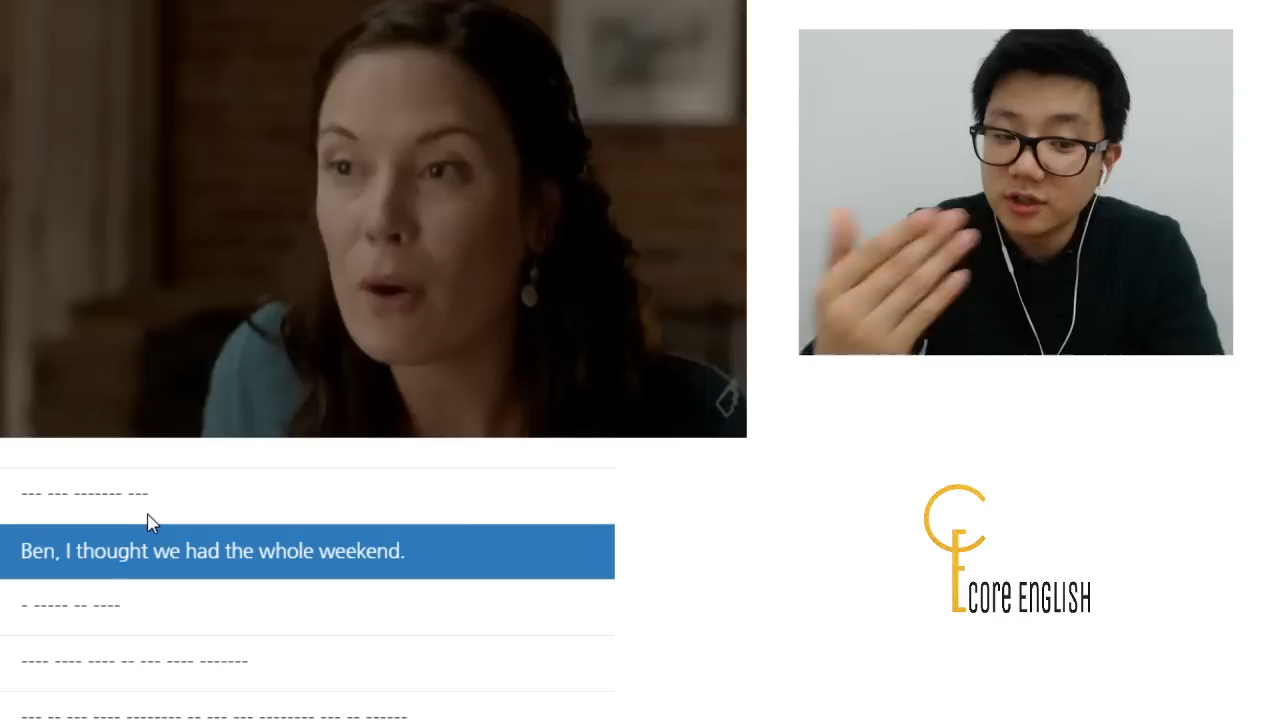 --- --- ------- ---
Ben, I thought we had the whole weekend.
- ----- -- ----
---- ---- ---- -- --- ---- -------
--- -- --- ---- -------- -- --- --- -------- --- -- ------
CORE ENGLISH